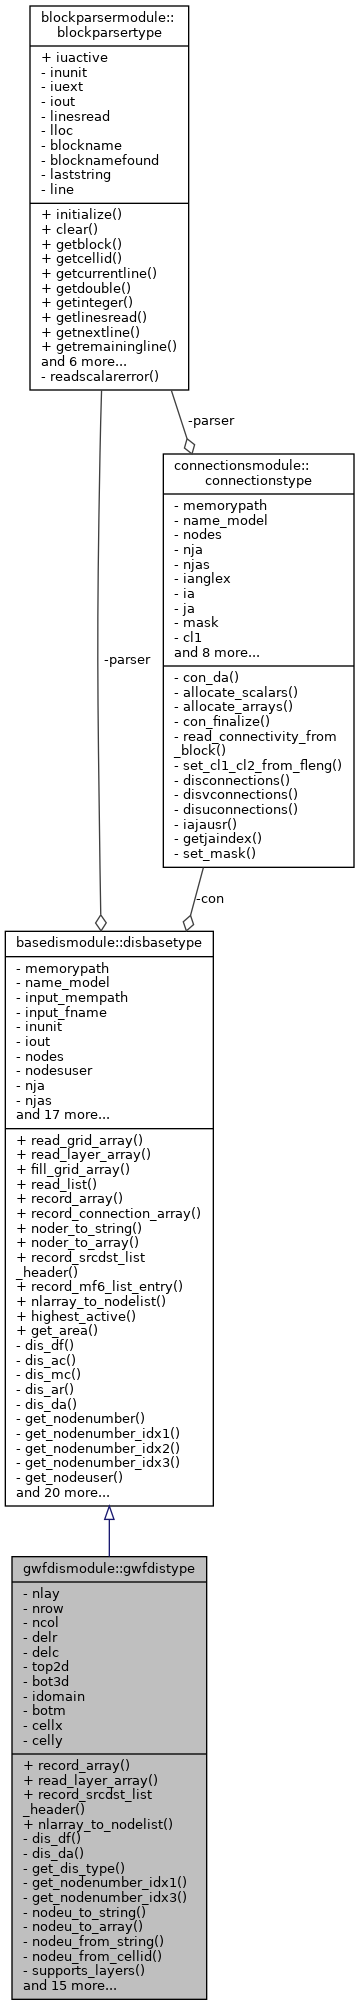 blockparsermodule::
blockparsertype
+ iuactive
- inunit
- iuext
- iout
- linesread
- lloc
- blockname
- blocknamefound
- laststring
- line
+ initialize()
+ clear()
+ getblock()
+ getcellid()
+ getcurrentline()
+ getdouble()
+ getinteger()
+ getlinesread()
+ getnextline()
+ getremainingline()
and 6 more...
- readscalarerror()
-parser
connectionsmodule::
connectionstype
- memorypath
- name_model
- nodes
- nja
- njas
- ianglex
- ia
- ja
- mask
- cl1
and 8 more...
- con_da()
- allocate_scalars()
- allocate_arrays()
- con_finalize()
- read_connectivity_from
_block()
- set_cl1_cl2_from_fleng()
- disconnections()
- disvconnections()
- disuconnections()
- iajausr()
- getjaindex()
- set_mask()
-parser
-con
basedismodule::disbasetype
- memorypath
- name_model
- input_mempath
- input_fname
- inunit
- iout
- nodes
- nodesuser
- nja
- njas
and 17 more...
+ read_grid_array()
+ read_layer_array()
+ fill_grid_array()
+ read_list()
+ record_array()
+ record_connection_array()
+ noder_to_string()
+ noder_to_array()
+ record_srcdst_list
_header()
+ record_mf6_list_entry()
+ nlarray_to_nodelist()
+ highest_active()
+ get_area()
- dis_df()
- dis_ac()
- dis_mc()
- dis_ar()
- dis_da()
- get_nodenumber()
- get_nodenumber_idx1()
- get_nodenumber_idx2()
- get_nodenumber_idx3()
- get_nodeuser()
and 20 more...
gwfdismodule::gwfdistype
- nlay
- nrow
- ncol
- delr
- delc
- top2d
- bot3d
- idomain
- botm
- cellx
- celly
+ record_array()
+ read_layer_array()
+ record_srcdst_list
_header()
+ nlarray_to_nodelist()
- dis_df()
- dis_da()
- get_dis_type()
- get_nodenumber_idx1()
- get_nodenumber_idx3()
- nodeu_to_string()
- nodeu_to_array()
- nodeu_from_string()
- nodeu_from_cellid()
- supports_layers()
and 15 more...